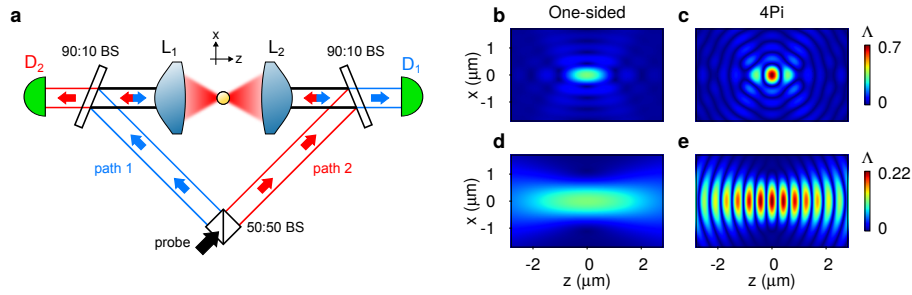 a
90:10 BS
L₁
x
z
L₂
90:10 BS
D₂
D₁
path 1
path 2
probe
50:50 BS
One-sided
4Pi
b
c
x (μm)
1
0
-1
Λ
0.7
0
d
e
x (μm)
1
0
-1
Λ
0.22
0
-2
0
2
-2
0
2
z (μm)
z (μm)